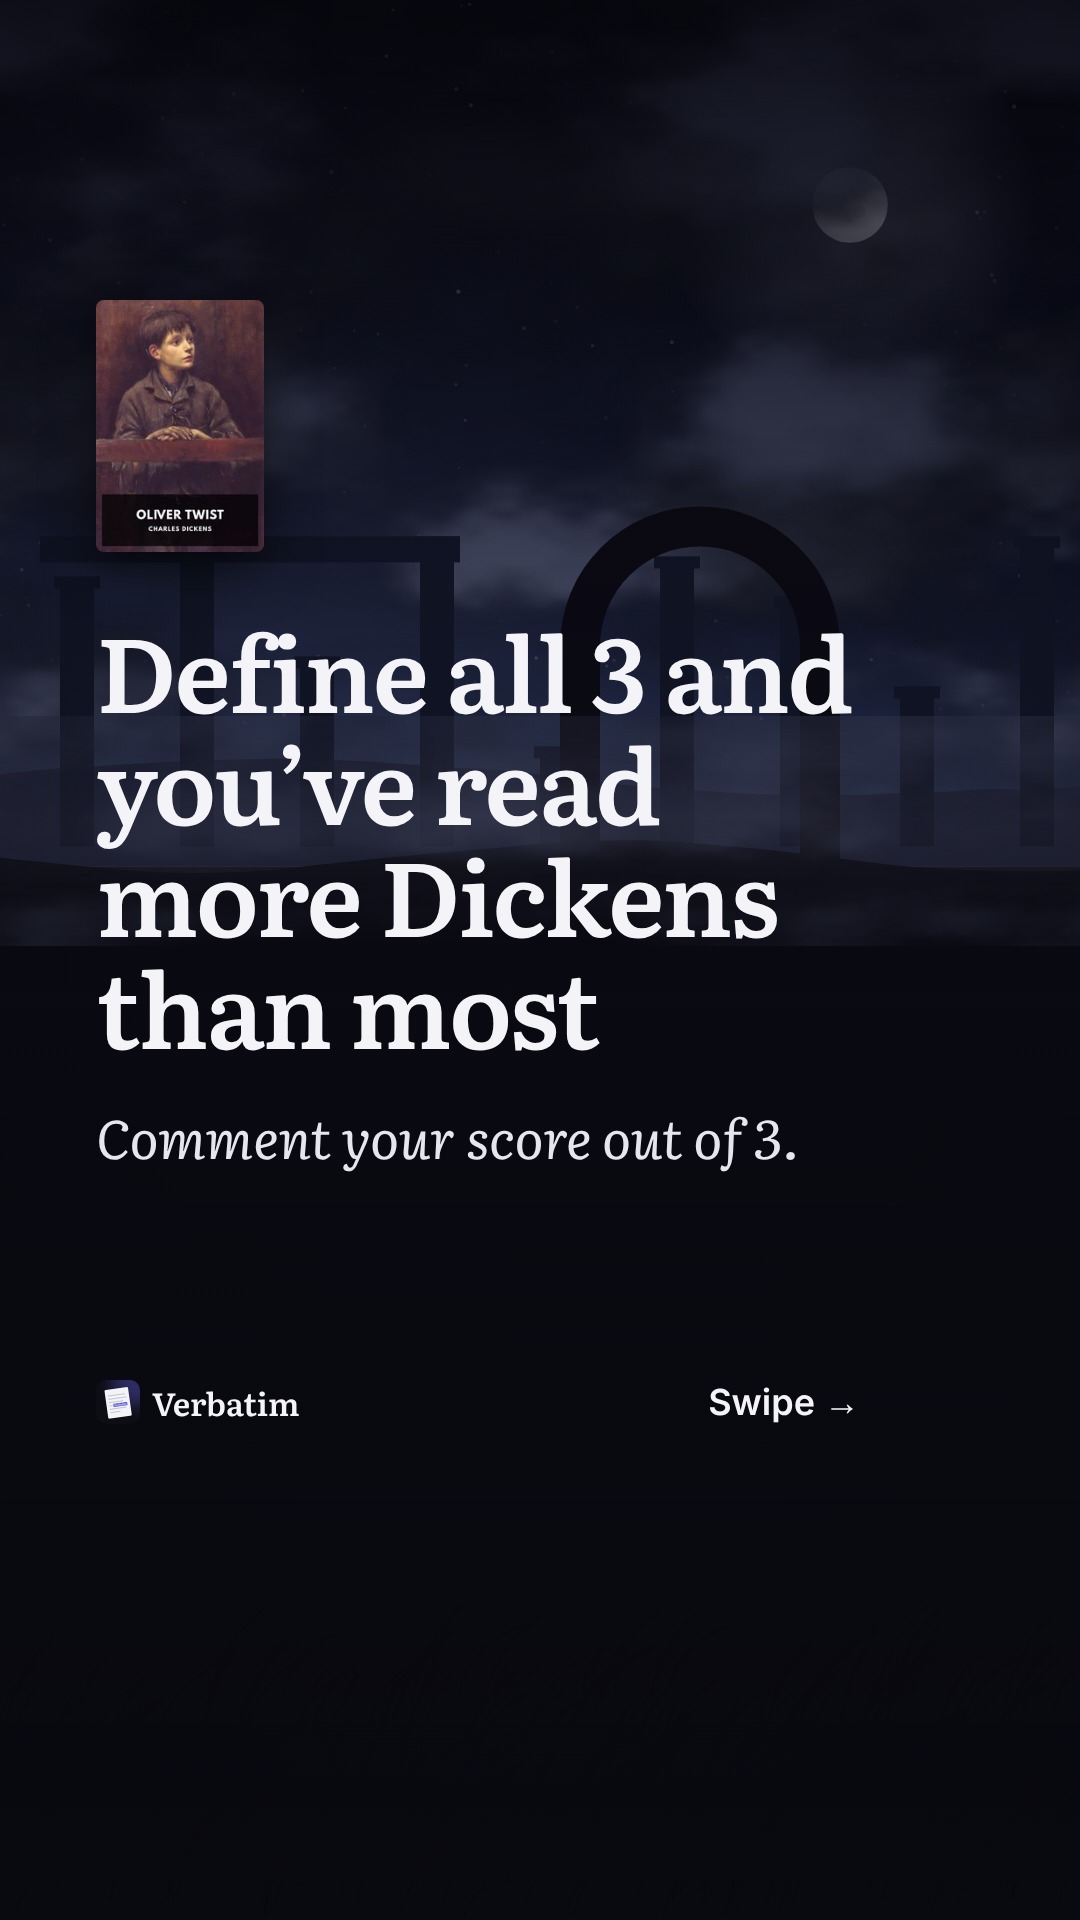 OLIVER TWIST
CHARLES DICKENS
Define all 3 and
you’ve read
more Dickens
than most
Comment your score out of 3.
Verbatim
Swipe →